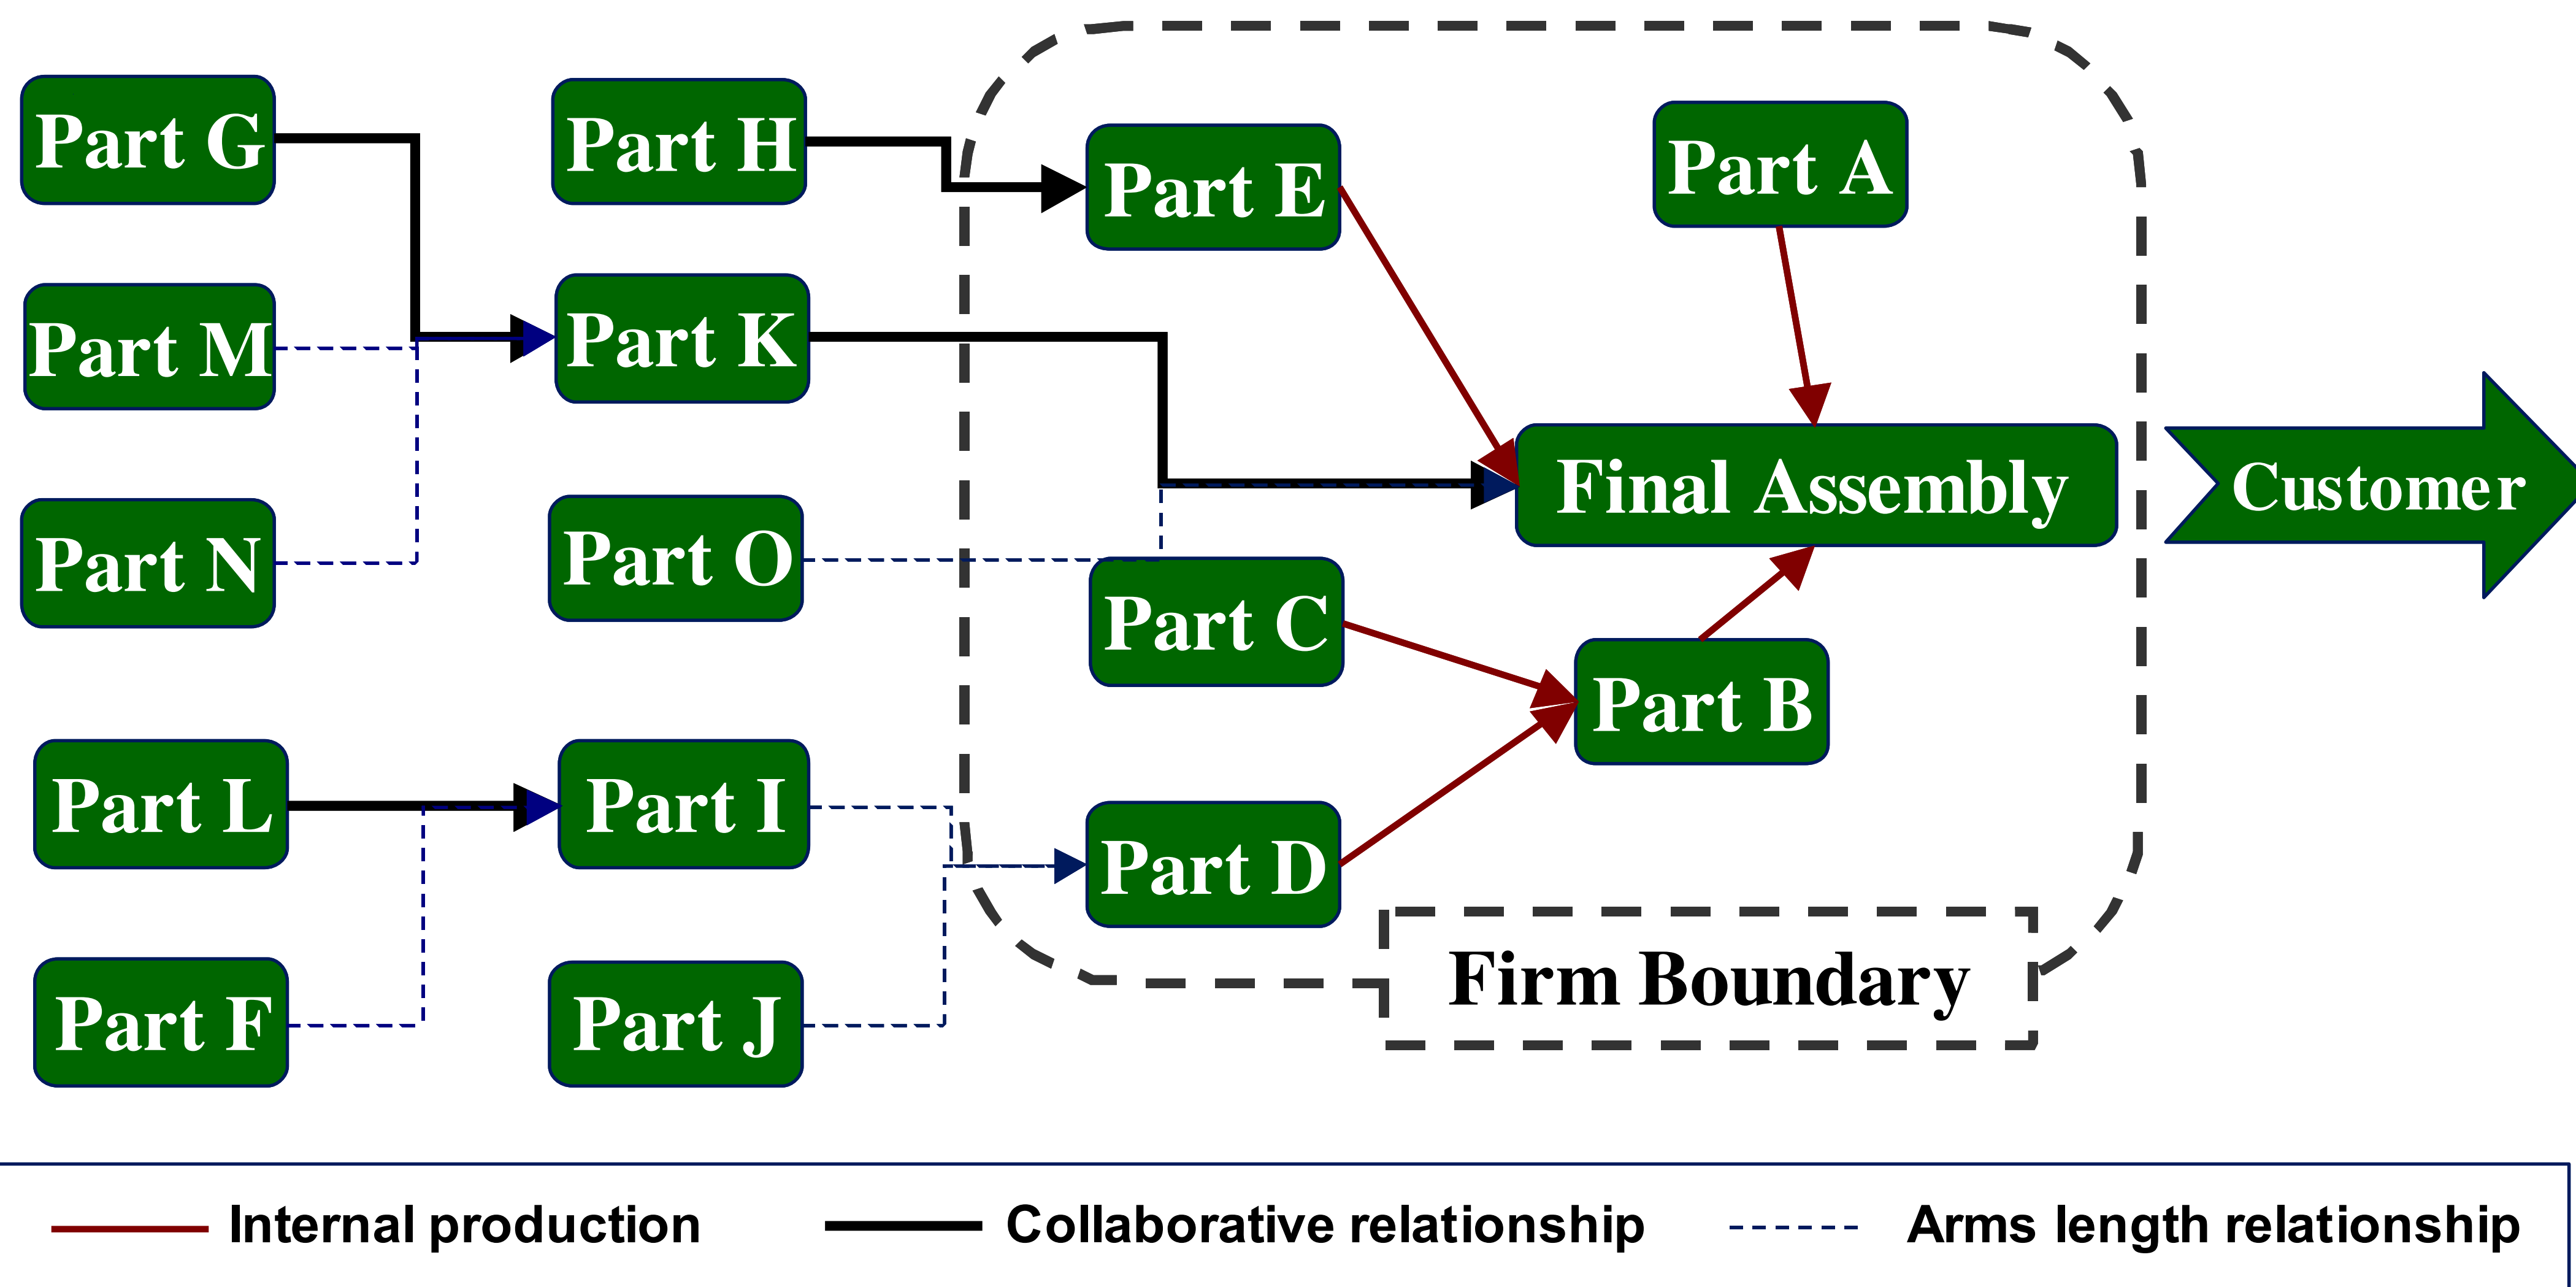 Part G
Part H
Part E
Part A
Part M
Part K
Final Assembly
Customer
Part N
Part O
Part C
Part B
Part L
Part I
Part D
Part F
Part J
Firm Boundary
Internal production
Collaborative relationship
Arms length relationship